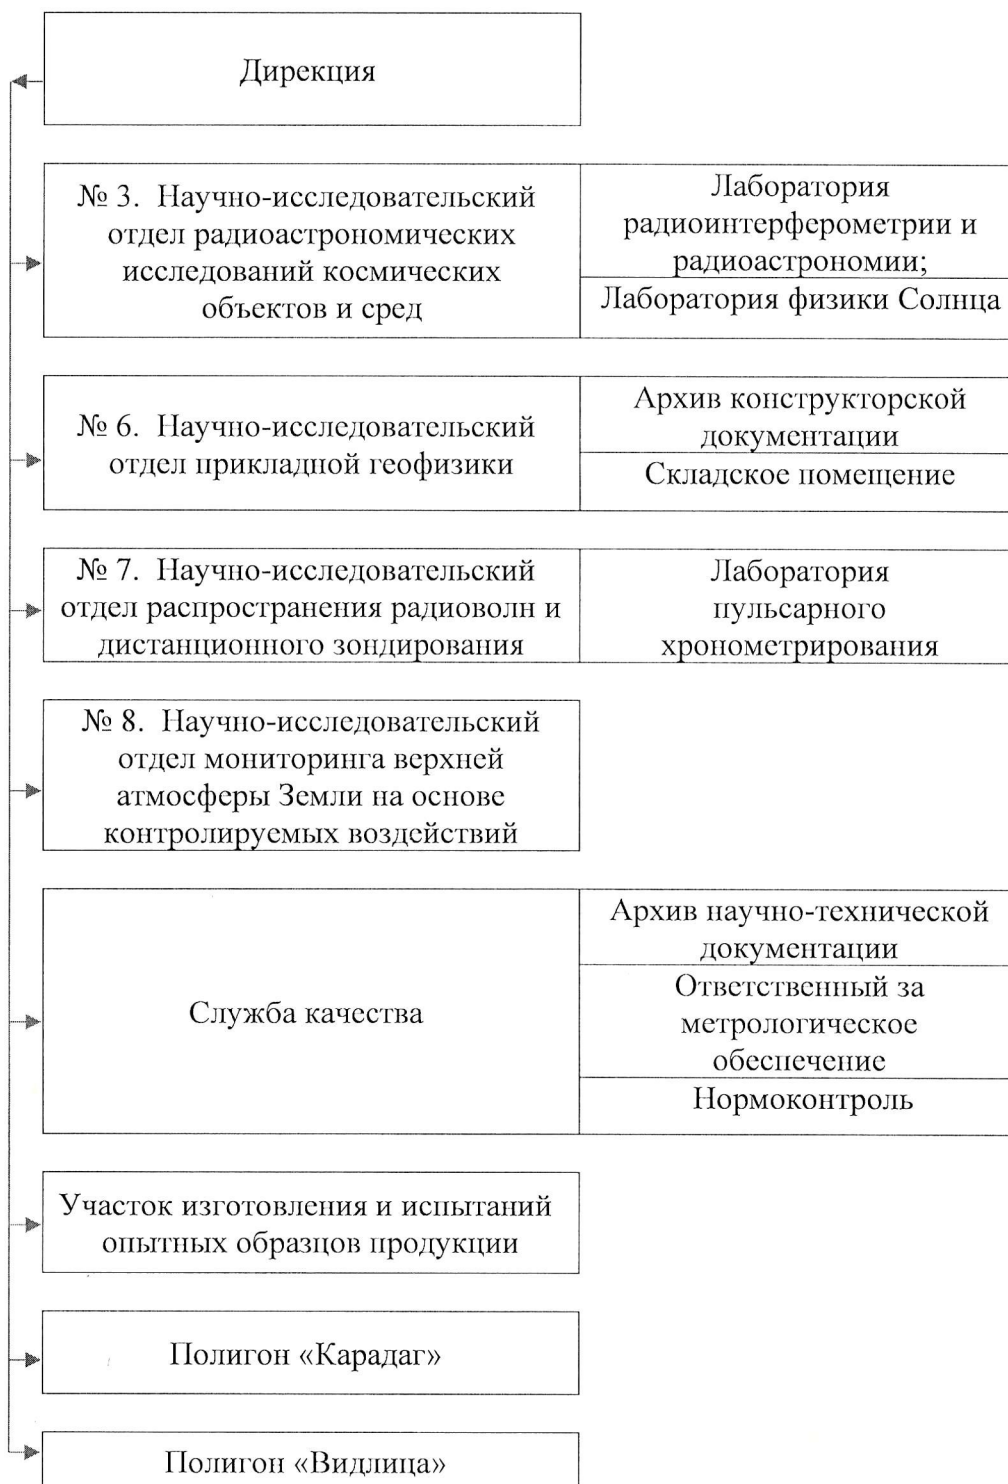 Дирекция
№ 3. Научно-исследовательский
отдел радиоастрономических
исследований космических
объектов и сред
Лаборатория
радиоинтерферометрии и
радиоастрономии;
Лаборатория физики Солнца
№ 6. Научно-исследовательский
отдел прикладной геофизики
Архив конструкторской
документации
Складское помещение
№ 7. Научно-исследовательский
отдел распространения радиоволн и
дистанционного зондирования
Лаборатория
пульсарного
хронометрирования
№ 8. Научно-исследовательский
отдел мониторинга верхней
атмосферы Земли на основе
контролируемых воздействий
Служба качества
Архив научно-технической
документации
Ответственный за
метрологическое
обеспечение
Нормоконтроль
Участок изготовления и испытаний
опытных образцов продукции
Полигон «Карадаг»
Полигон «Видлица»